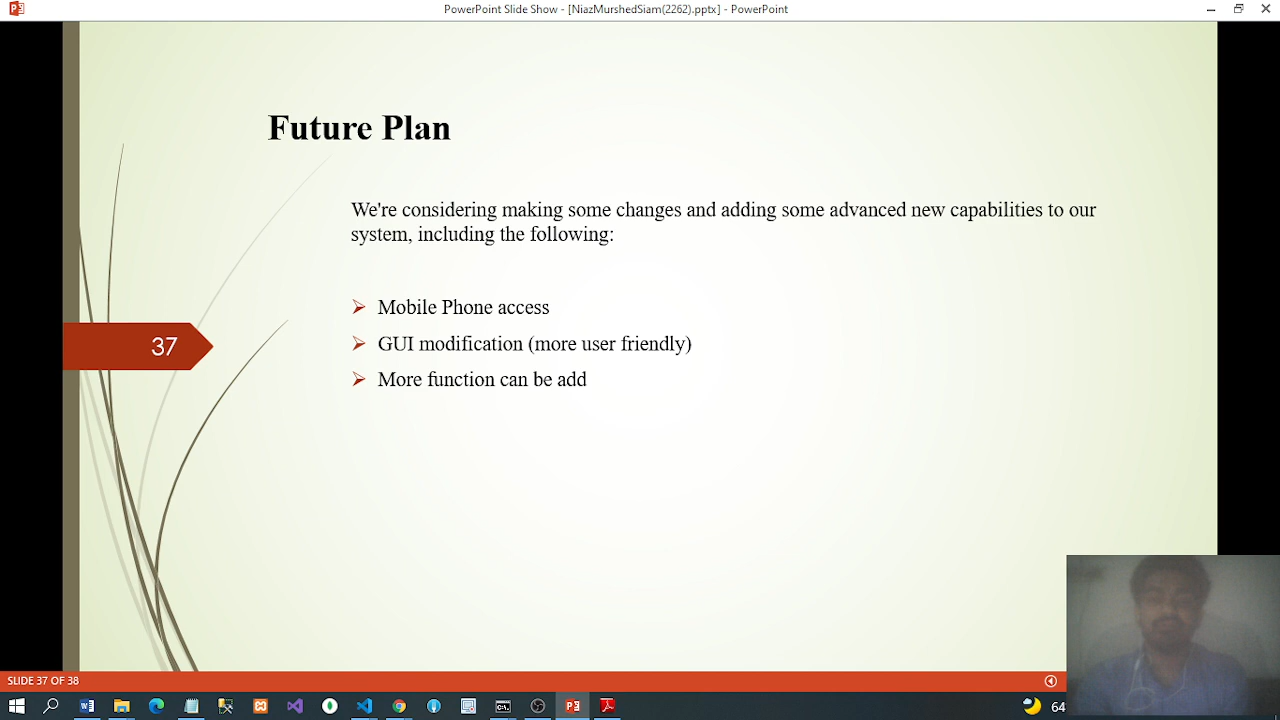 PowerPoint Slide Show - [NiazMurshedSiam(2262).pptx] - PowerPoint
Future Plan
We're considering making some changes and adding some advanced new capabilities to our
system, including the following:
Mobile Phone access
37
GUI modification (more user friendly)
More function can be add
SLIDE 37 OF 38
64